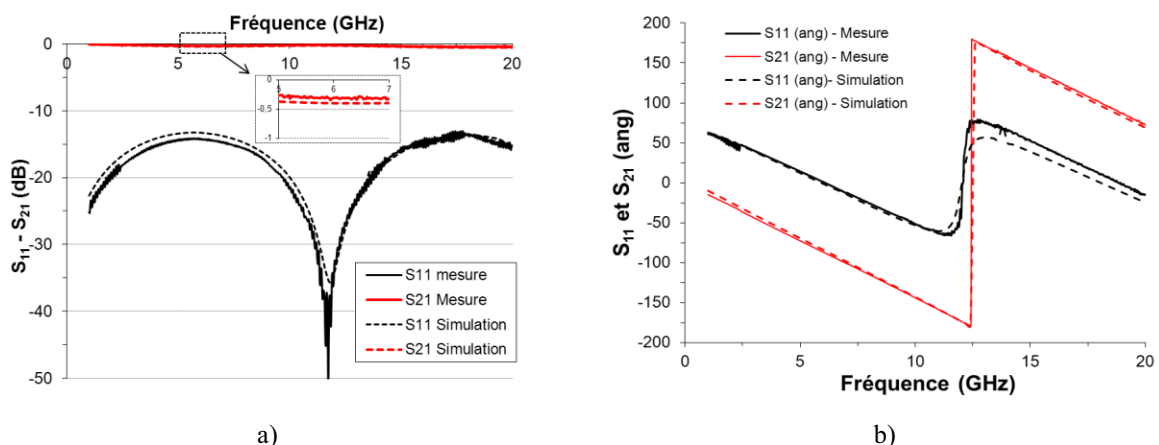 Fréquence (GHz)
0
0
5
10
15
20
-10
-20
-30
-40
-50
S11 - S21 (dB)
5
6
7
0
-0,5
-1
S11 mesure
S21 Mesure
S11 Simulation
S21 Simulation
a)
200
150
100
50
0
-50
-100
-150
-200
S11 et S21 (ang)
S11 (ang) - Mesure
S21 (ang) - Mesure
S11 (ang)- Simulation
S21 (ang)- Simulation
0
5
10
15
20
Fréquence (GHz)
b)